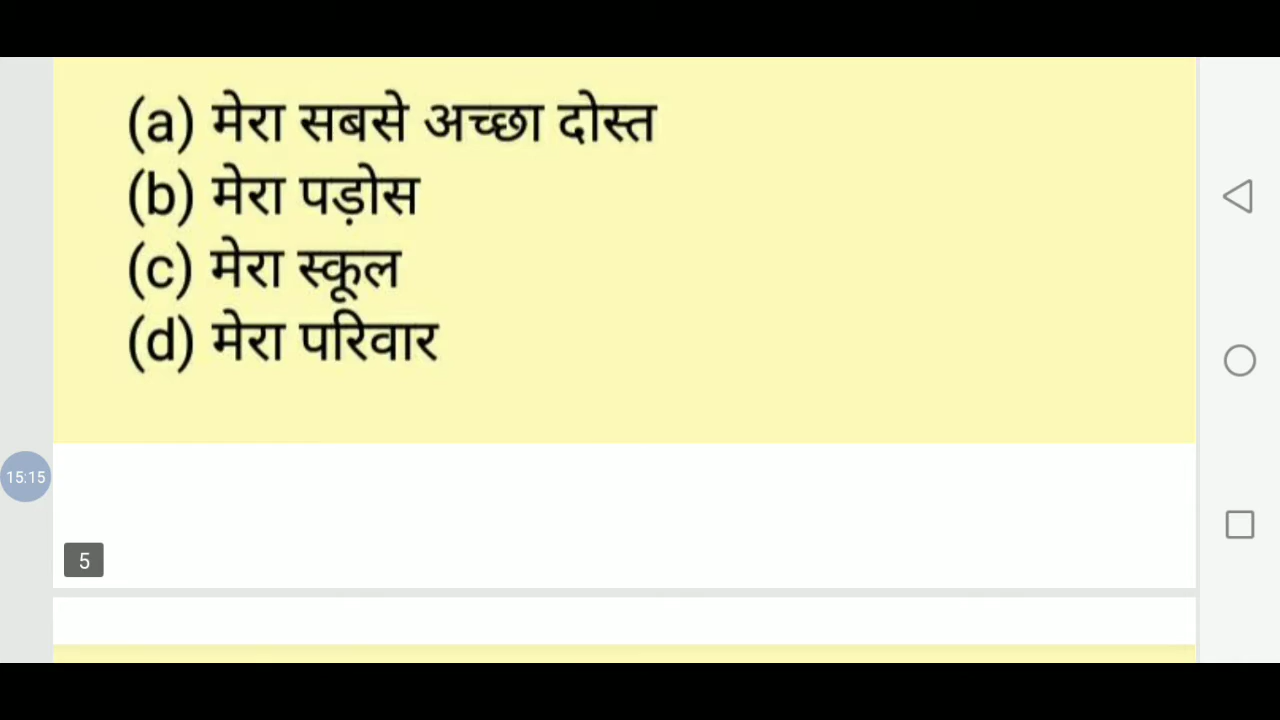 (a) मेरा सबसे अच्छा दोस्त
(b) मेरा पड़ोस
(c) मेरा स्कूल
(d) मेरा परिवार
15:15
5